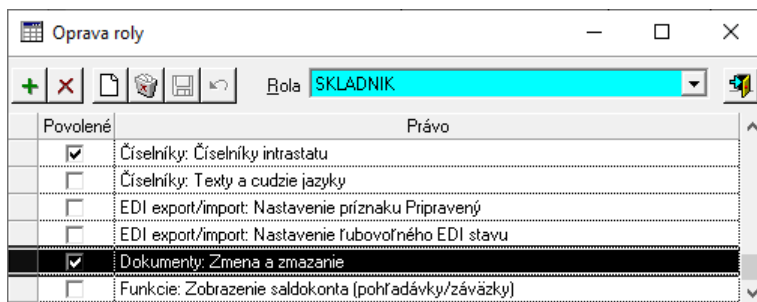 Oprava roly
Rola SKLADNIK
Povolené Právo
Číselníky: Číselníky intrastatu
Číselníky: Texty a cudzie jazyky
EDI export/import: Nastavenie príznaku Pripravený
EDI export/import: Nastavenie ľubovoľného EDI stavu
Dokumenty: Zmena a zmazanie
Funkcie: Zobrazenie saldokonta (pohľadávky/záväzky)